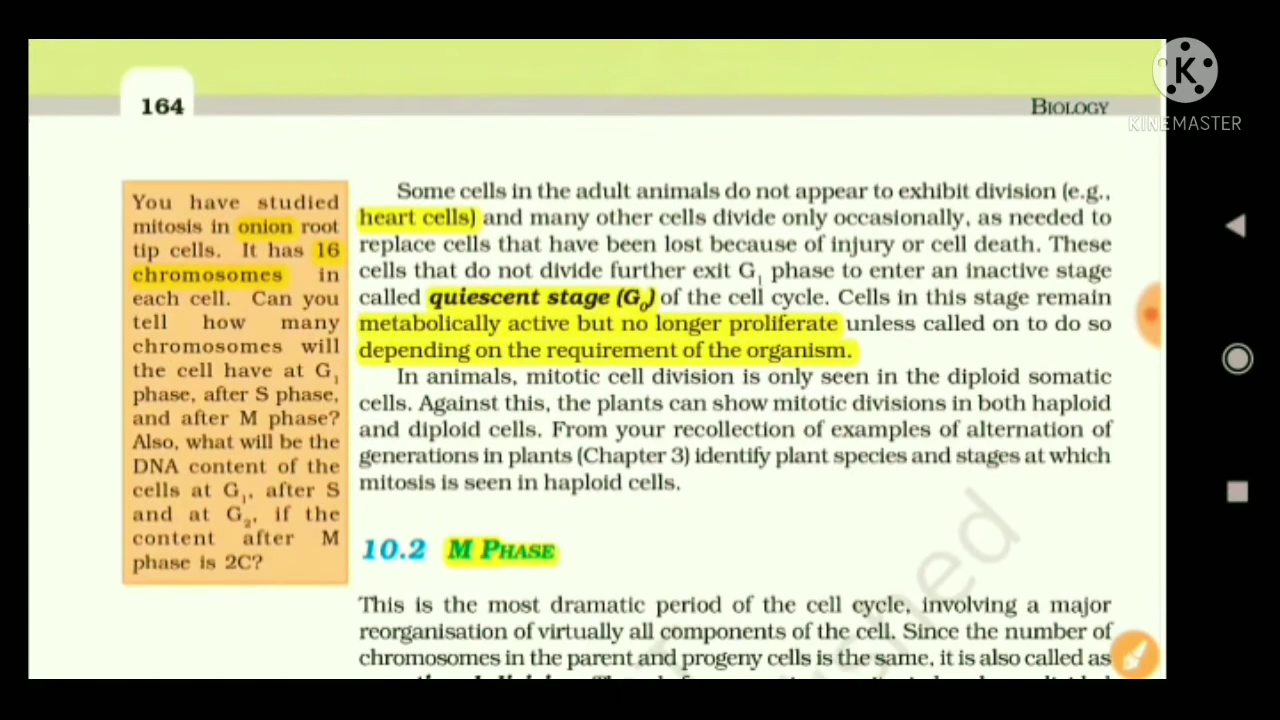 164
BIOLOGY
KINEMASTER
You have studied
mitosis in onion root
tip cells. It has 16
chromosomes in
each cell. Can you
tell how many
chromosomes will
the cell have at G₁
phase, after S phase,
and after M phase?
Also, what will be the
DNA content of the
cells at G₁, after S
and at G₂, if the
content after M
phase is 2C?
Some cells in the adult animals do not appear to exhibit division (e.g.,
heart cells) and many other cells divide only occasionally, as needed to
replace cells that have been lost because of injury or cell death. These
cells that do not divide further exit G₁ phase to enter an inactive stage
called quiescent stage (G₀) of the cell cycle. Cells in this stage remain
metabolically active but no longer proliferate unless called on to do so
depending on the requirement of the organism.
In animals, mitotic cell division is only seen in the diploid somatic
cells. Against this, the plants can show mitotic divisions in both haploid
and diploid cells. From your recollection of examples of alternation of
generations in plants (Chapter 3) identify plant species and stages at which
mitosis is seen in haploid cells.
10.2 M PHASE
This is the most dramatic period of the cell cycle, involving a major
reorganisation of virtually all components of the cell. Since the number of
chromosomes in the parent and progeny cells is the same, it is also called as